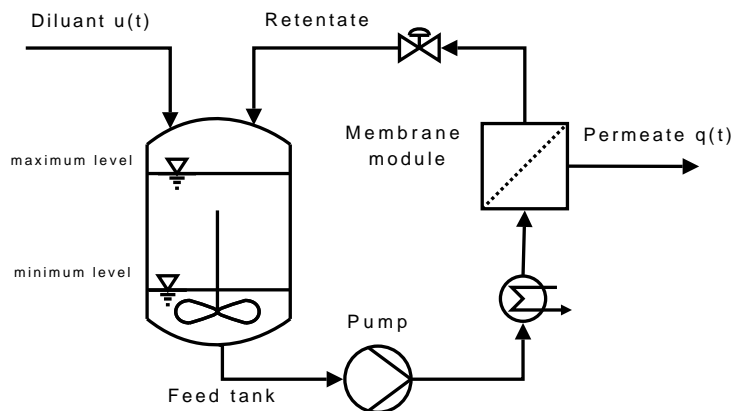 Diluant u(t)
Retentate
Membrane
module
Permeate q(t)
maximum level
minimum level
Pump
Feed tank